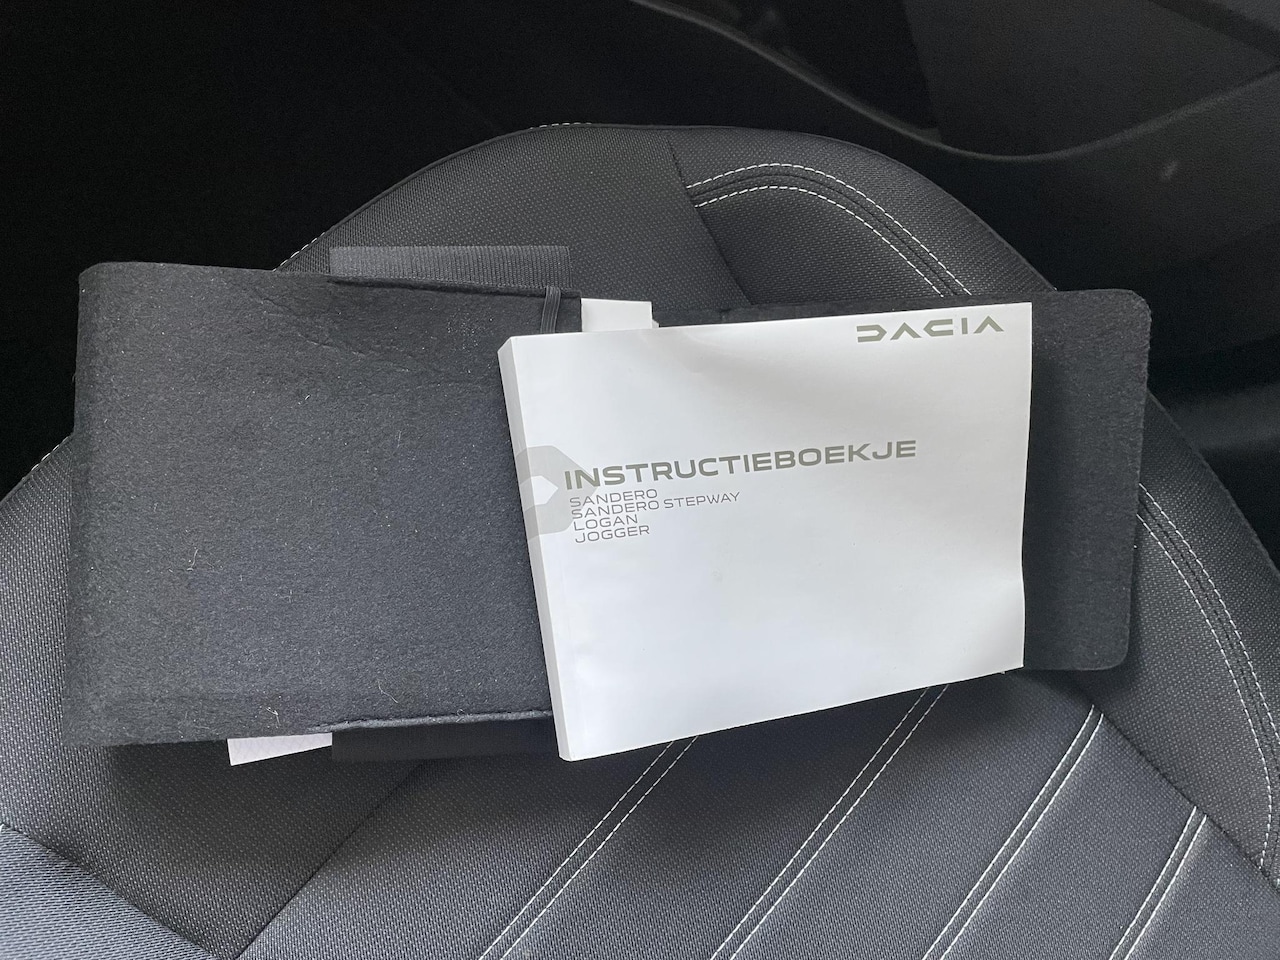 DACIA
INSTRUCTIEBOEKJE
SANDERO
SANDERO STEPWAY
LOGAN
JOGGER